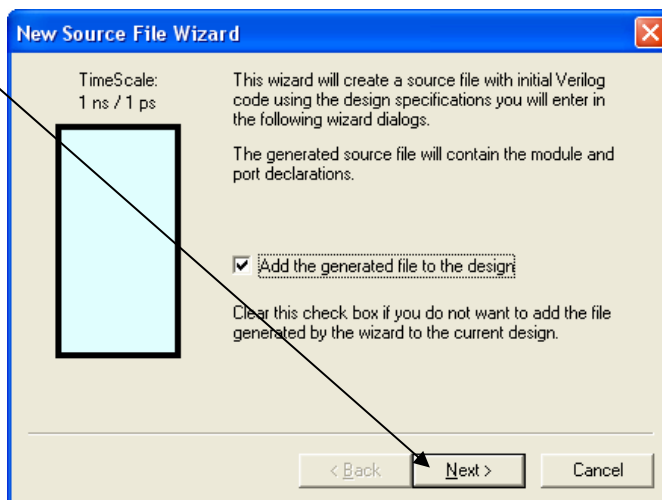 New Source File Wizard
TimeScale:
1 ns / 1 ps
This wizard will create a source file with initial Verilog
code using the design specifications you will enter in
the following wizard dialogs.
The generated source file will contain the module and
port declarations.
Add the generated file to the design
Clear this check box if you do not want to add the file
generated by the wizard to the current design.
< Back
Next >
Cancel